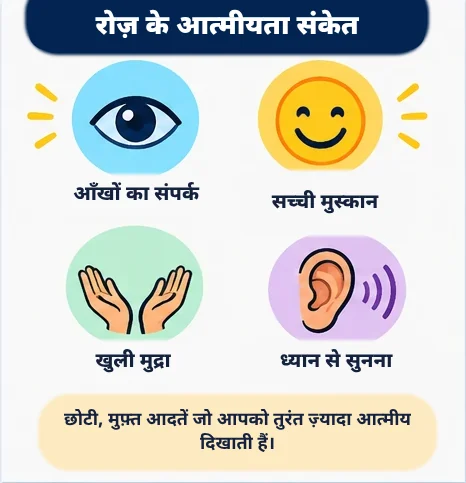 रोज़ के आत्मीयता संकेत
आँखों का संपर्क
सच्ची मुस्कान
खुली मुद्रा
ध्यान से सुनना
छोटी, मुफ़्त आदतें जो आपको तुरंत ज़्यादा आत्मीय
दिखाती हैं।